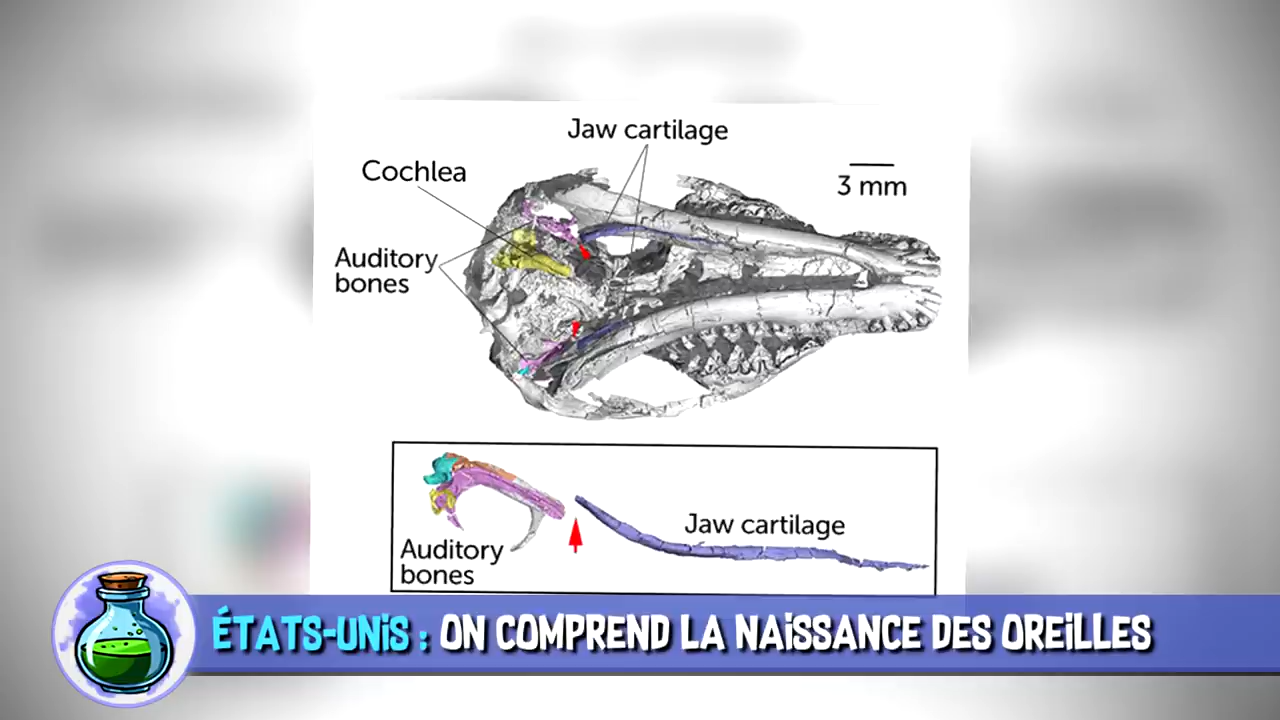 Jaw cartilage
Cochlea
3 mm
Auditory
bones
Jaw cartilage
Auditory
bones
ÉTATS-UNIS : ON COMPREND LA NAISSANCE DES OREILLES